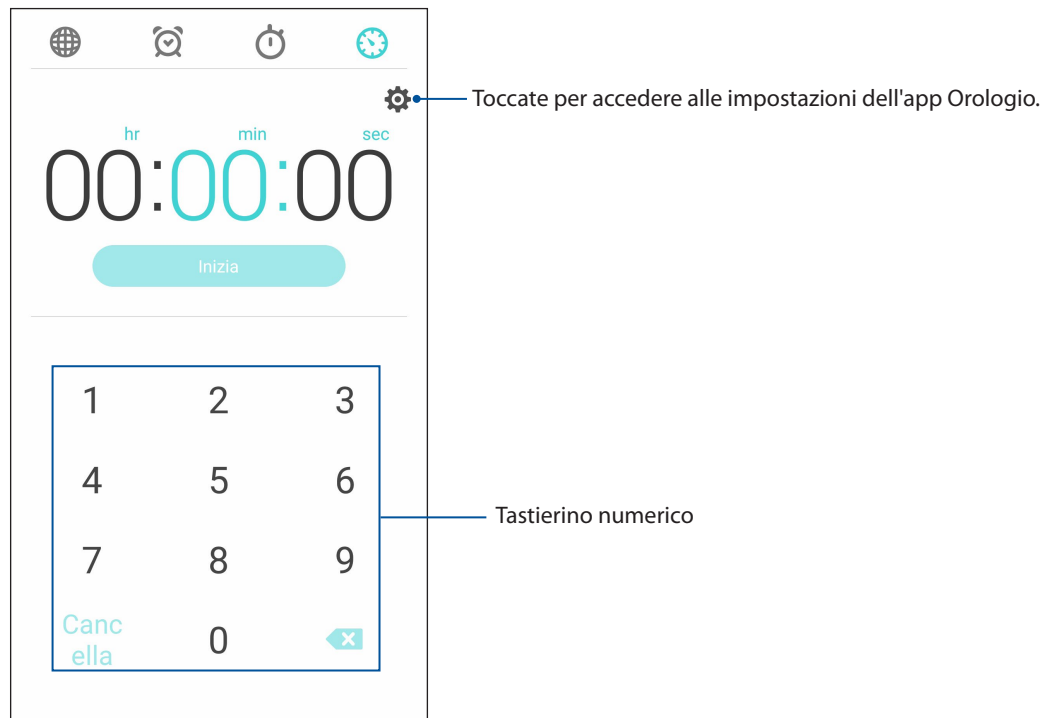 Toccate per accedere alle impostazioni dell'app Orologio.
hr min sec
00:00:00
Inizia
1 2 3
4 5 6
Tastierino numerico
7 8 9
Canc
ella
0